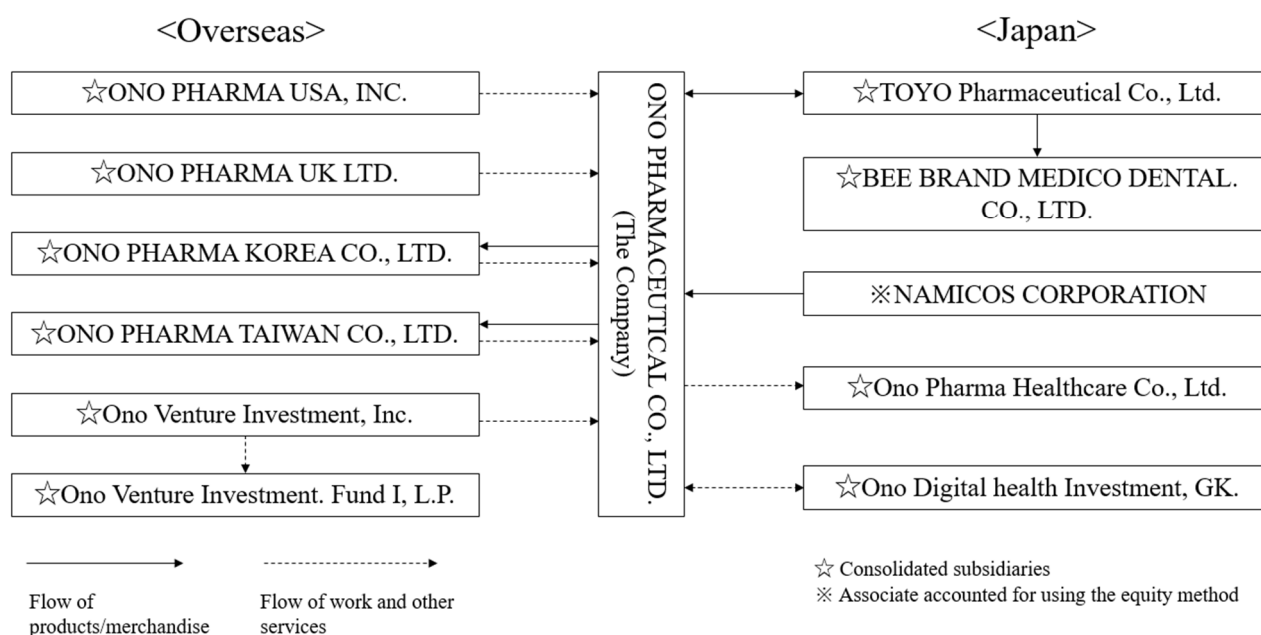 <Overseas>
<Japan>
☆ONO PHARMA USA, INC.
☆ONO PHARMA UK LTD.
☆ONO PHARMA KOREA CO., LTD.
☆ONO PHARMA TAIWAN CO., LTD.
☆Ono Venture Investment, Inc.
☆Ono Venture Investment. Fund I, L.P.
ONO PHARMACEUTICAL CO., LTD.
(The Company)
☆TOYO Pharmaceutical Co., Ltd.
☆BEE BRAND MEDICO DENTAL.
CO., LTD.
※NAMICOS CORPORATION
☆Ono Pharma Healthcare Co., Ltd.
☆Ono Digital health Investment, GK.
Flow of
products/merchandise
Flow of work and other
services
☆ Consolidated subsidiaries
※ Associate accounted for using the equity method